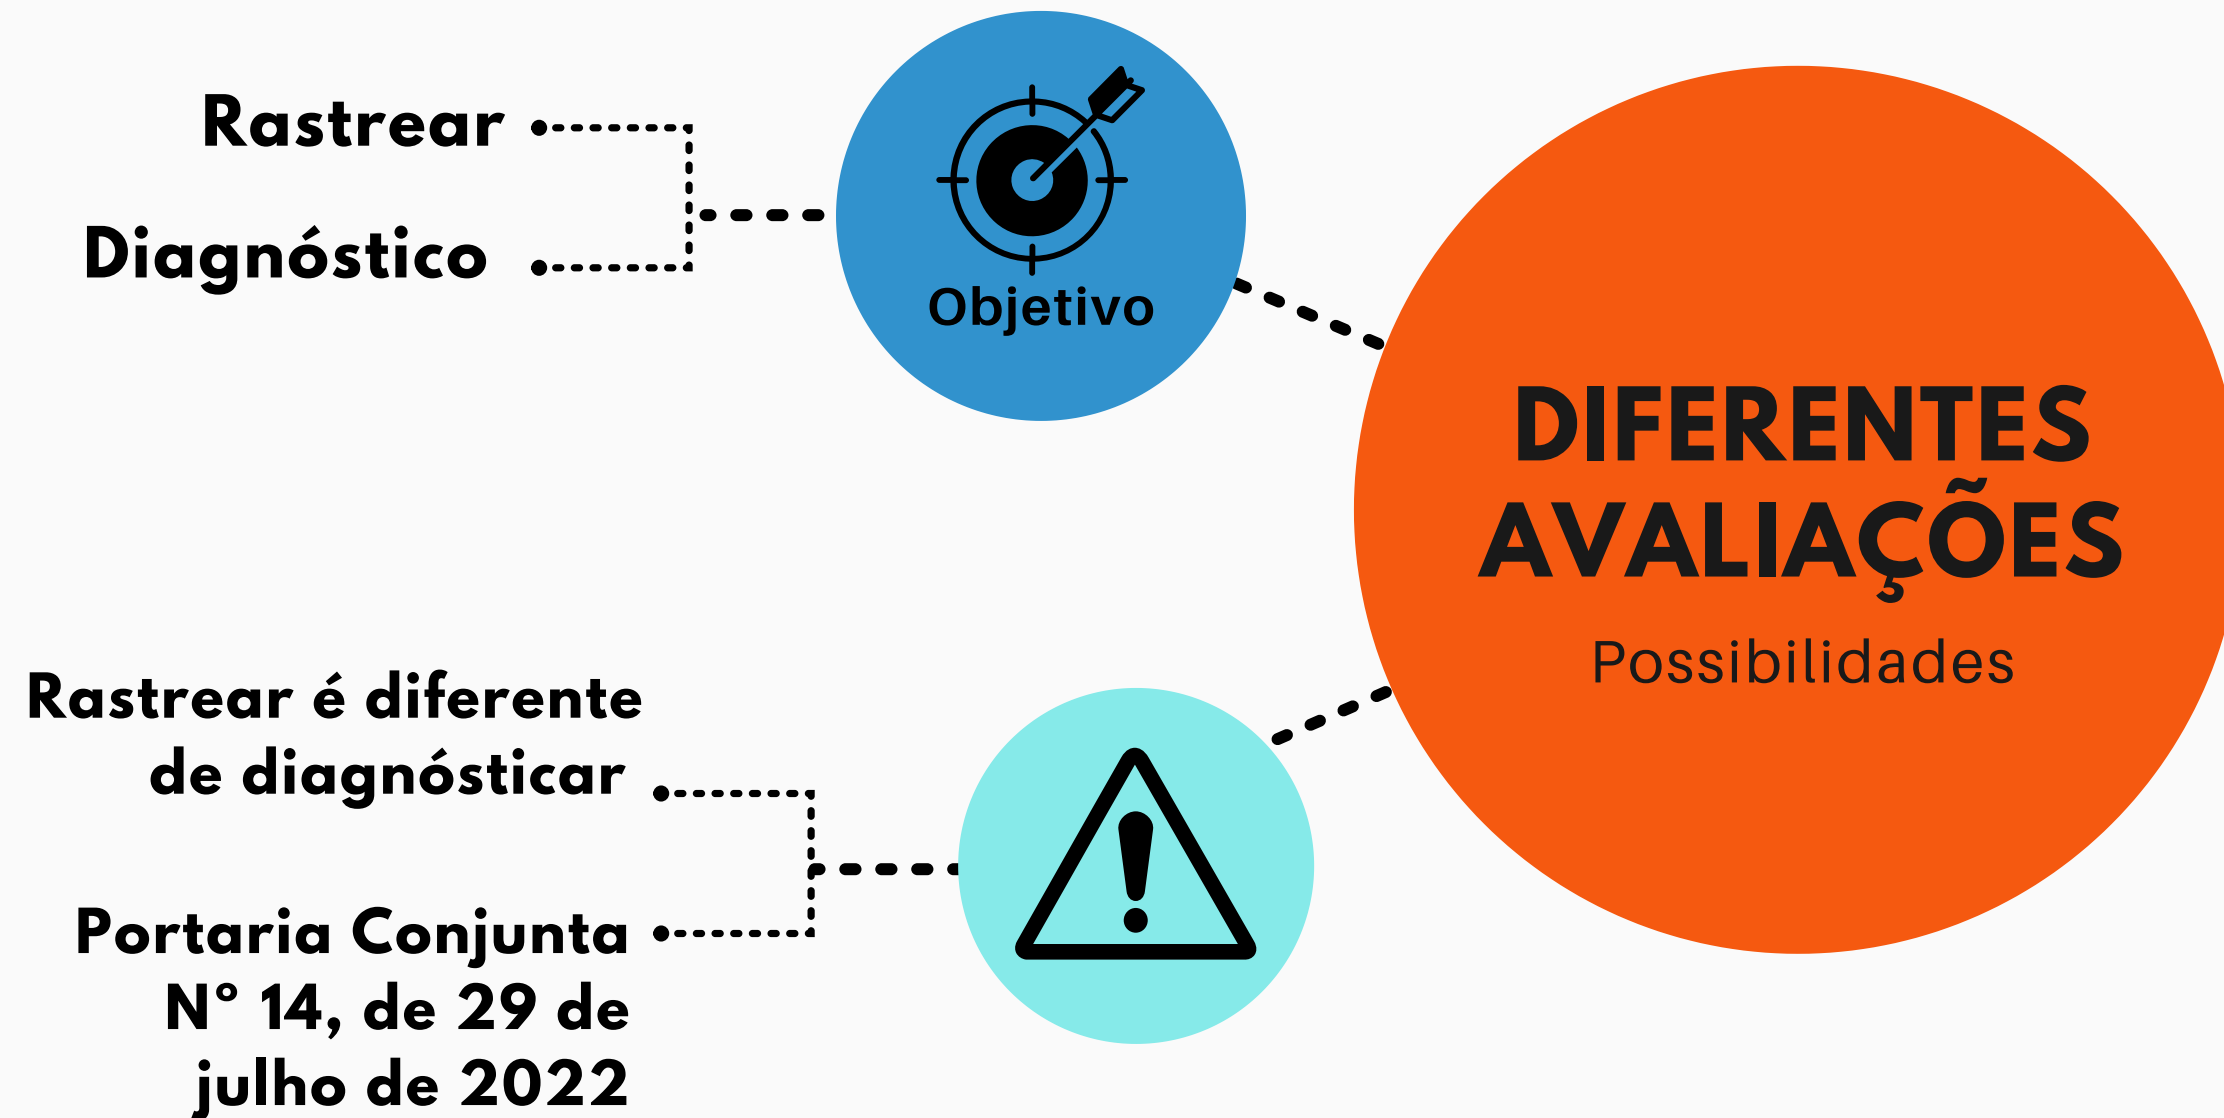 Rastrear
Diagnóstico
Objetivo
DIFERENTES
AVALIAÇÕES
Possibilidades
Rastrear é diferente
de diagnósticar
Portaria Conjunta
Nº 14, de 29 de
julho de 2022